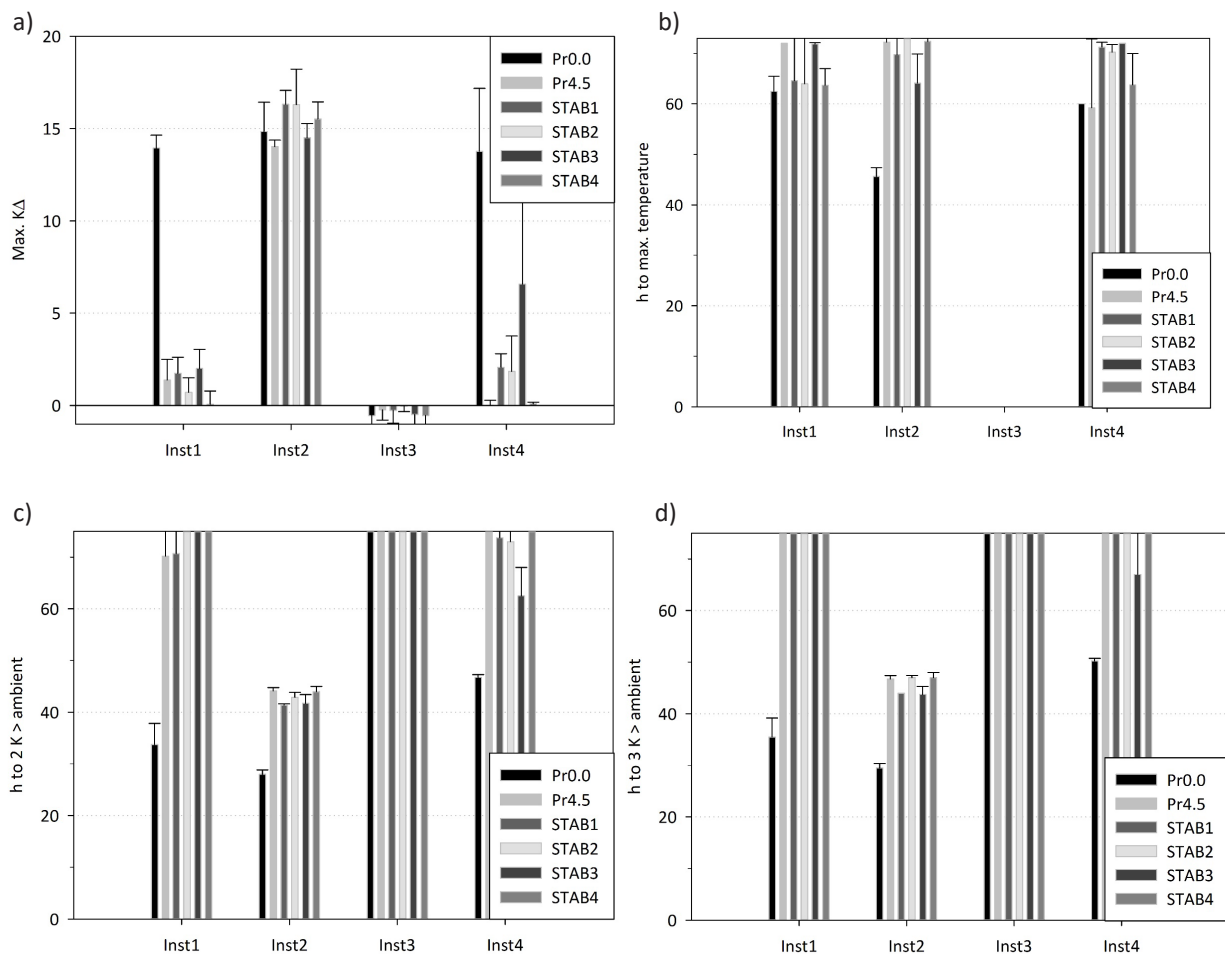 a)
20
15
10
5
0
Max. KΔ
Pr0.0
Pr4.5
STAB1
STAB2
STAB3
STAB4
Inst1 Inst2 Inst3 Inst4
b)
60
40
20
0
h to max. temperature
Pr0.0
Pr4.5
STAB1
STAB2
STAB3
STAB4
Inst1 Inst2 Inst3 Inst4
c)
60
40
20
0
h to 2 K > ambient
Pr0.0
Pr4.5
STAB1
STAB2
STAB3
STAB4
Inst1 Inst2 Inst3 Inst4
d)
60
40
20
0
h to 3 K > ambient
Pr0.0
Pr4.5
STAB1
STAB2
STAB3
STAB4
Inst1 Inst2 Inst3 Inst4